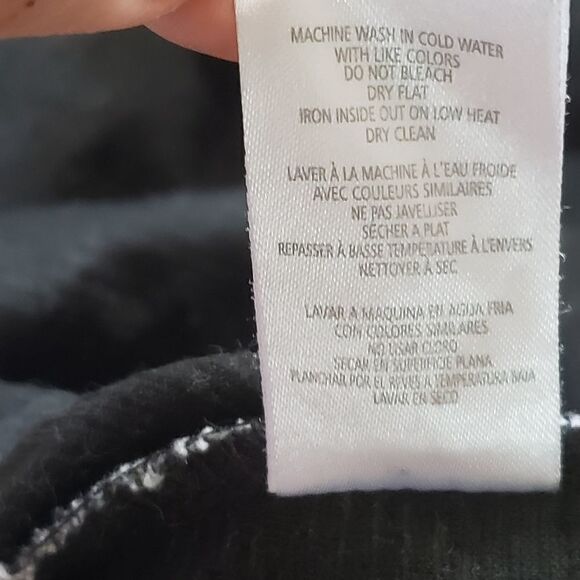 MACHINE WASH IN COLD WATER
WITH LIKE COLORS
DO NOT BLEACH
DRY FLAT
IRON INSIDE OUT ON LOW HEAT
DRY CLEAN
LAVER À LA MACHINE À L'EAU FROIDE
AVEC COULEURS SIMILAIRES
NE PAS JAVELLISER
SÉCHER A PLAT
REPASSER À BASSE TEMPERATURE À L'ENVERS
NETTOYER À SEC
LAVAR A MAQUINA EN AGUA FRIA
CON COLORES SIMILARES
NO USAR CLORO
SECAR EN SUPERFICIE PLANA
PLANCHAR POR EL REVES A TEMPERATURA BAJA
LAVAR EN SECO